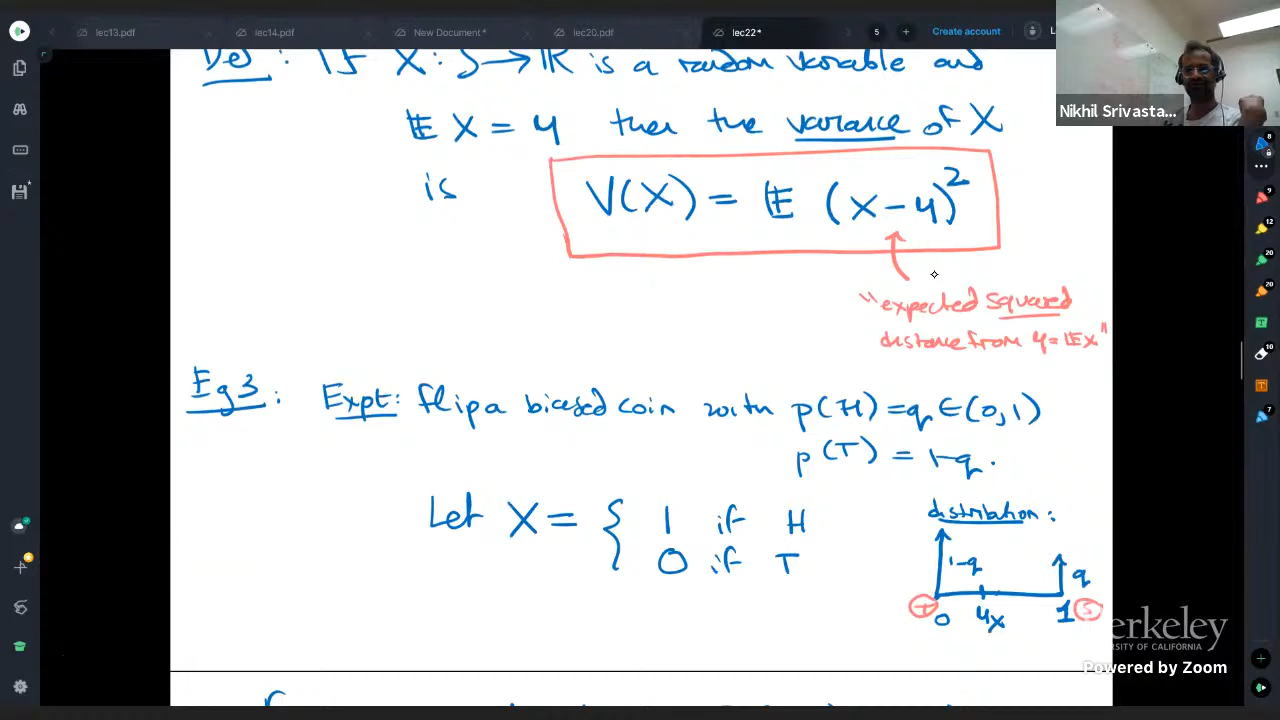 lec13.pdf
lec14.pdf
New Document *
lec20.pdf
lec22*
5
Create account
Nikhil Srivasta...
Def: If X: S → ℝ is a random variable and
𝔼 X = μ then the variance of X
is V(X) = 𝔼 (X-μ)²
"expected squared
distance from μ = 𝔼X"
Eg 3: Expt: flip a biased coin with p(H) = q ∈ (0,1)
p(T) = 1-q.
Let X = { 1 if H
0 if T
distribution:
1-q
q
0 μx 1
Berkeley
UNIVERSITY OF CALIFORNIA
Powered by Zoom